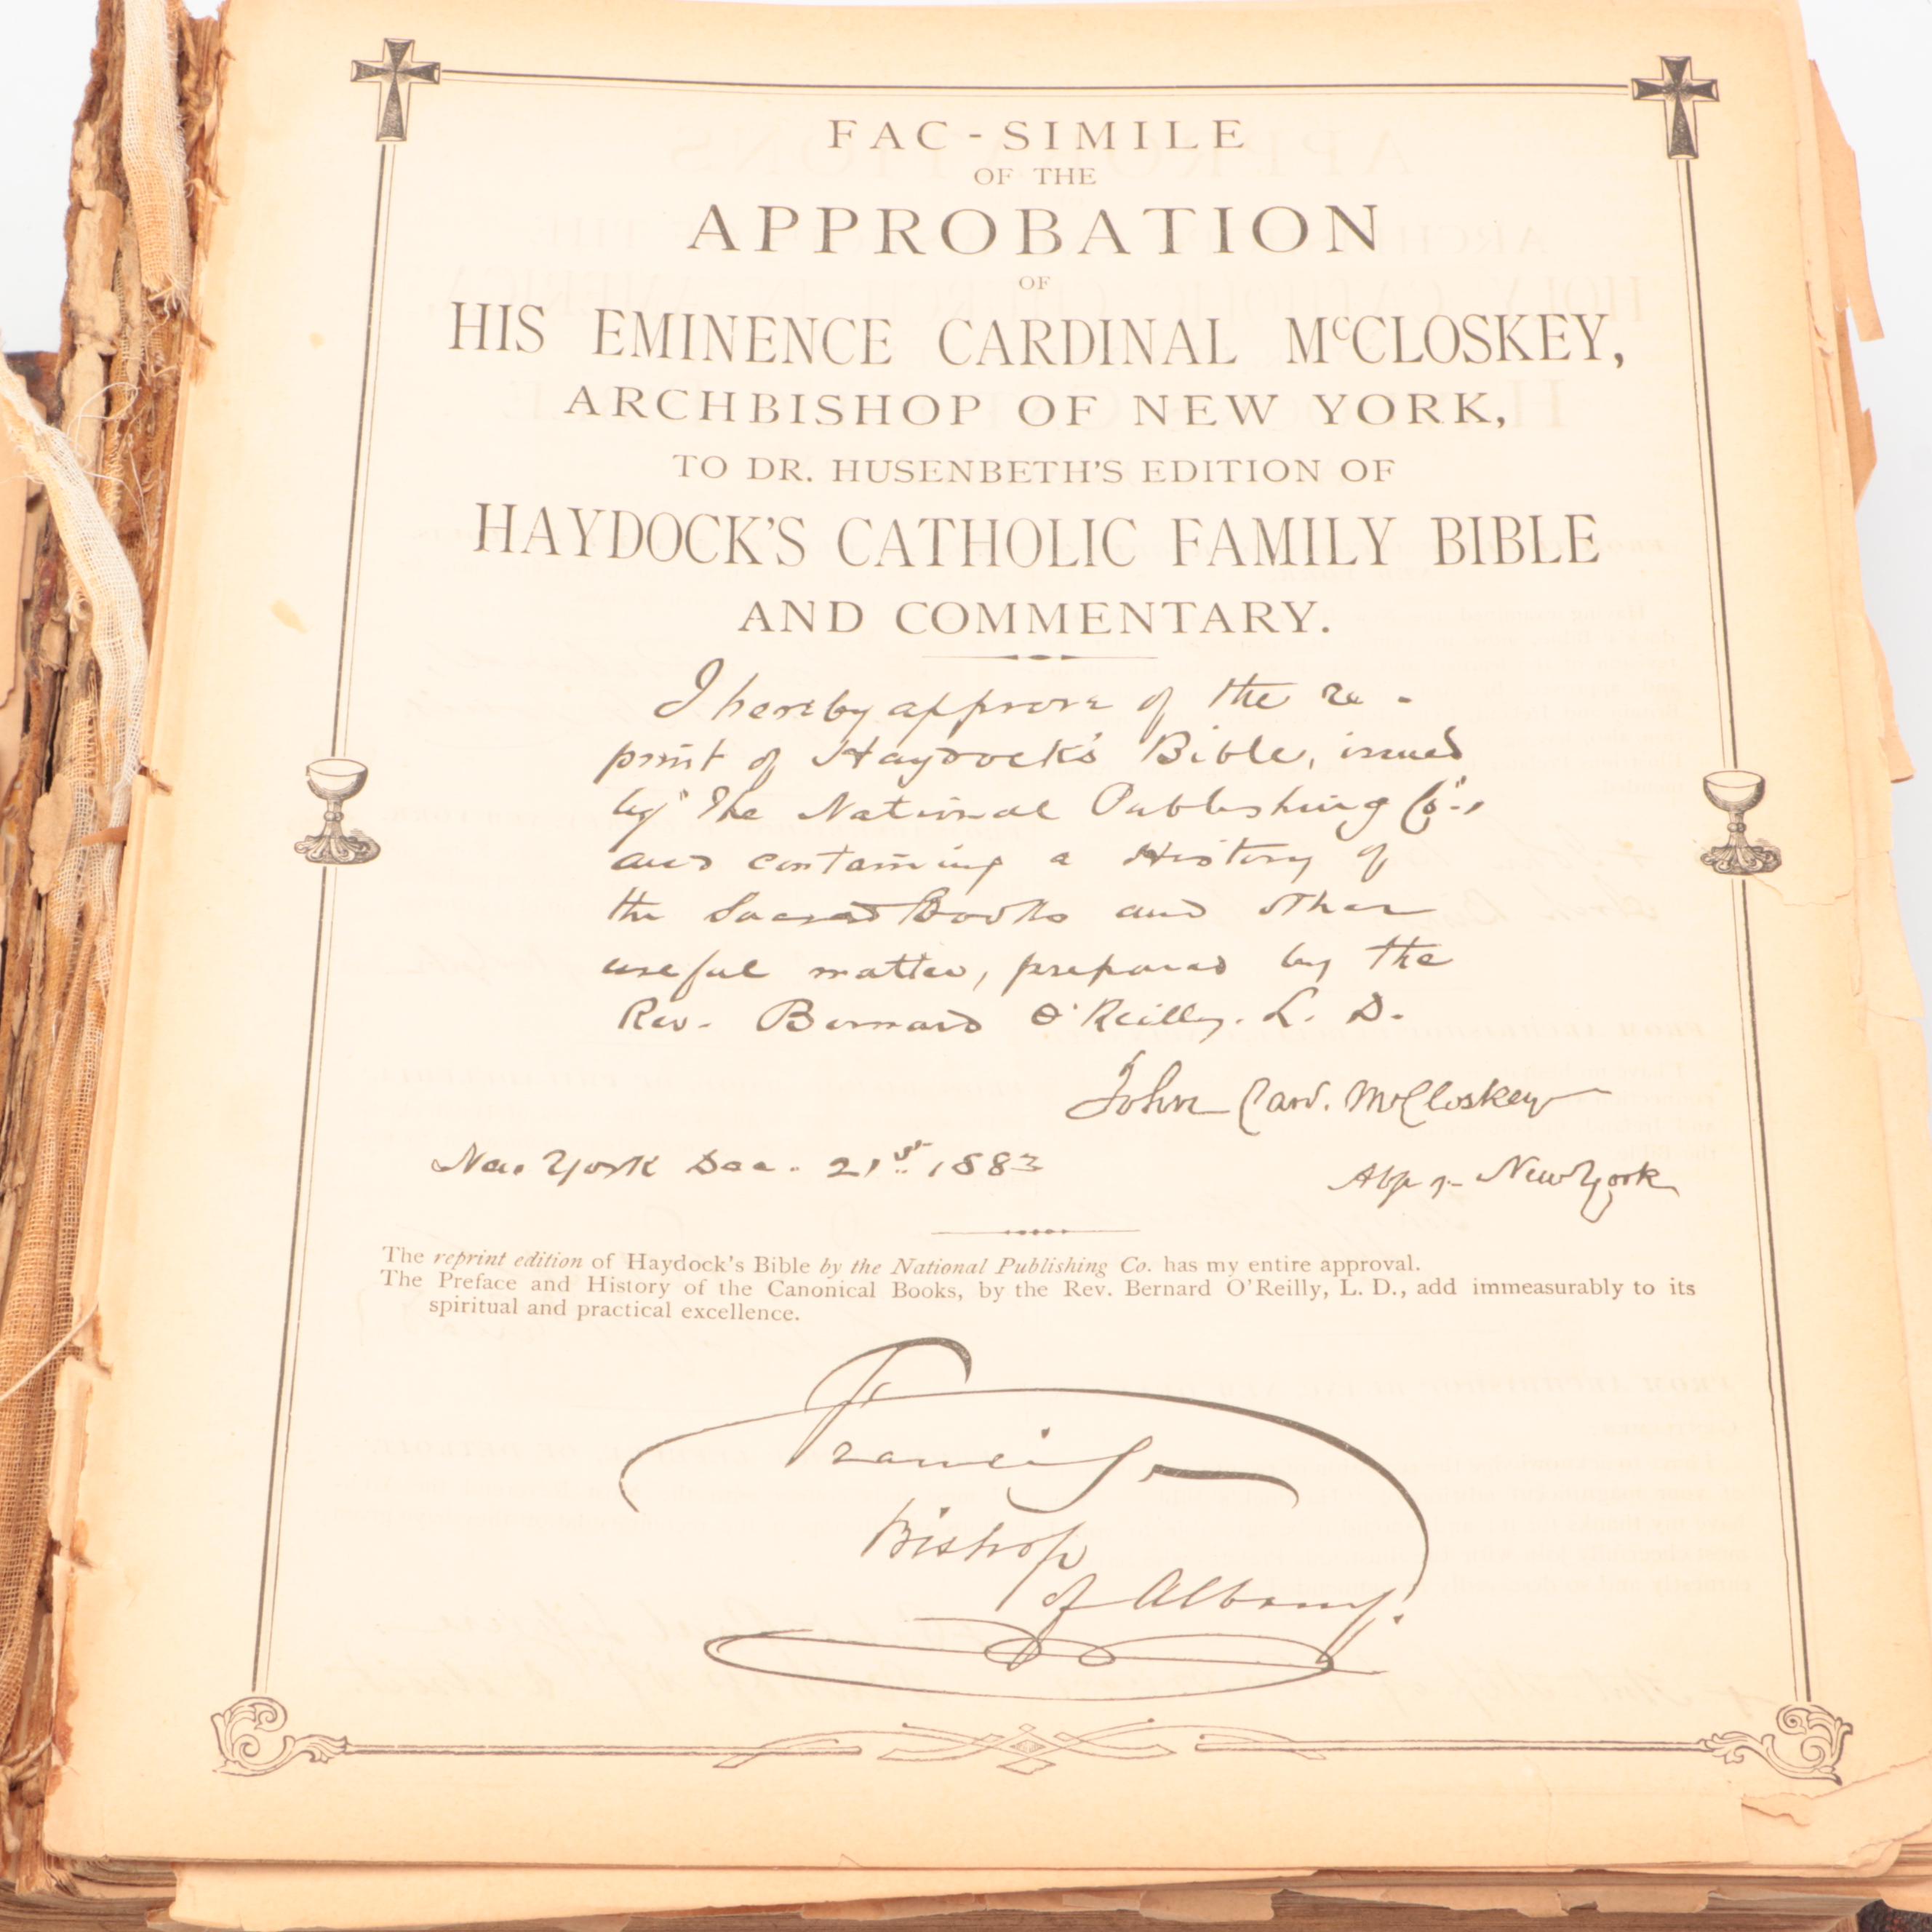 FAC-SIMILE
OF THE
APPROBATION
OF
HIS EMINENCE CARDINAL McCLOSKEY,
ARCHBISHOP OF NEW YORK,
TO DR. HUSENBETH'S EDITION OF
HAYDOCK'S CATHOLIC FAMILY BIBLE
AND COMMENTARY.
I hereby approve of the re-
print of Haydock's Bible, issued
by "The National Publishing Co",
and containing a History of
the Sacred Books and other
useful matter, prepared by the
Rev. Bernard O'Reilly. L. D.
John Card. McCloskey
New York Dec. 21st 1883
Abp of New York
The reprint edition of Haydock's Bible by the National Publishing Co. has my entire approval.
The Preface and History of the Canonical Books, by the Rev. Bernard O'Reilly, L. D., add immeasurably to its
spiritual and practical excellence.
Francis
Bishop
of Albany.